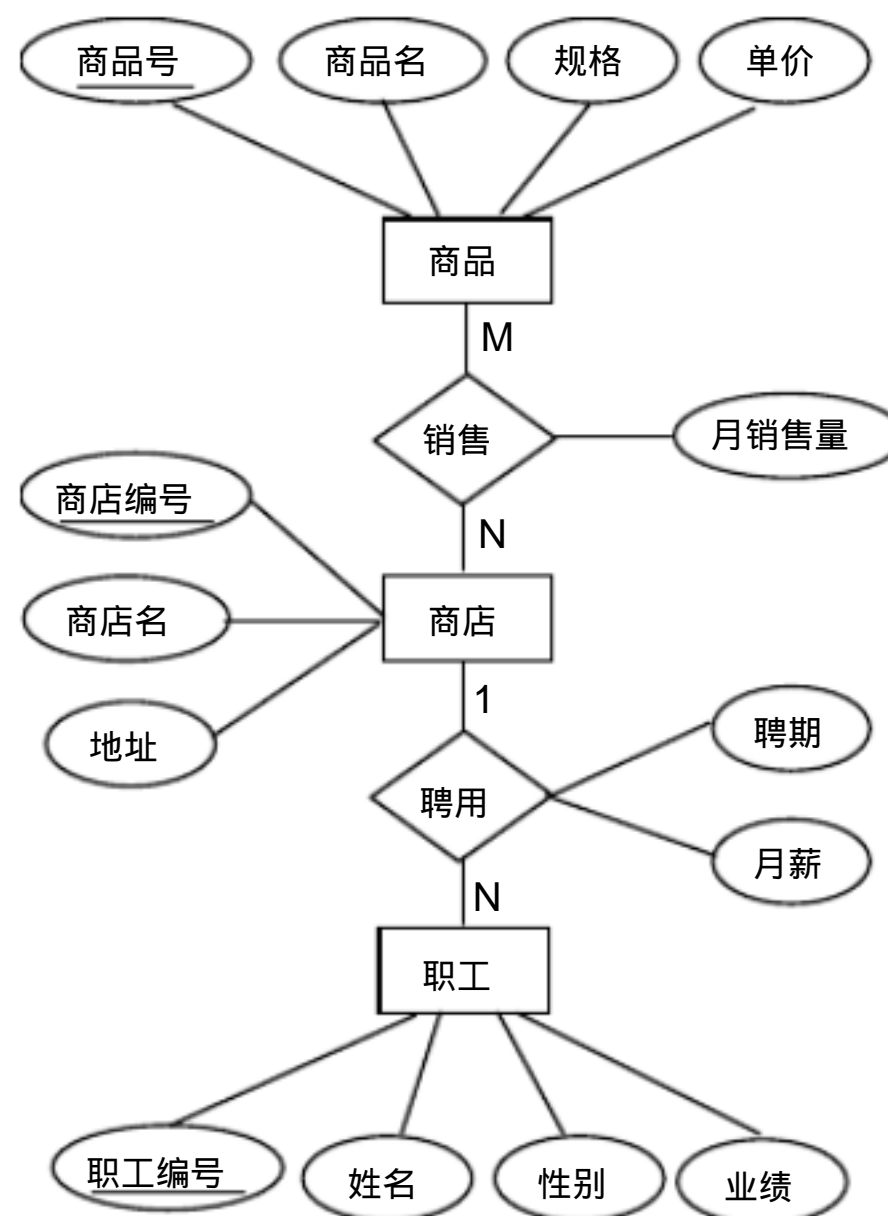 商品号 商品名 规格 单价
商品
M
销售 月销售量
商店编号
N
商店名 商店
地址
1
聘期
聘用
月薪
N
职工
职工编号 姓名 性别 业绩